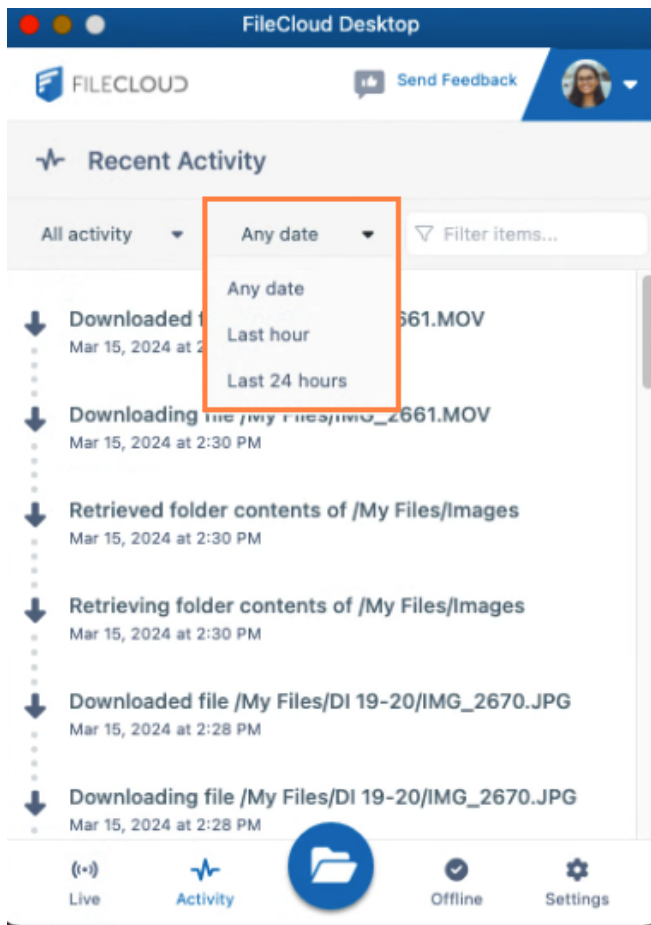 FileCloud Desktop
FILECLOUD
Send Feedback
Recent Activity
All activity
Any date
Filter items...
Any date
Last hour
Last 24 hours
Downloaded 661.MOV
Mar 15, 2024 at
Downloading file /My Files/IMG_2661.MOV
Mar 15, 2024 at 2:30 PM
Retrieved folder contents of /My Files/Images
Mar 15, 2024 at 2:30 PM
Retrieving folder contents of /My Files/Images
Mar 15, 2024 at 2:30 PM
Downloaded file /My Files/DI 19-20/IMG_2670.JPG
Mar 15, 2024 at 2:28 PM
Downloading file /My Files/DI 19-20/IMG_2670.JPG
Mar 15, 2024 at 2:28 PM
Live
Activity
Offline
Settings